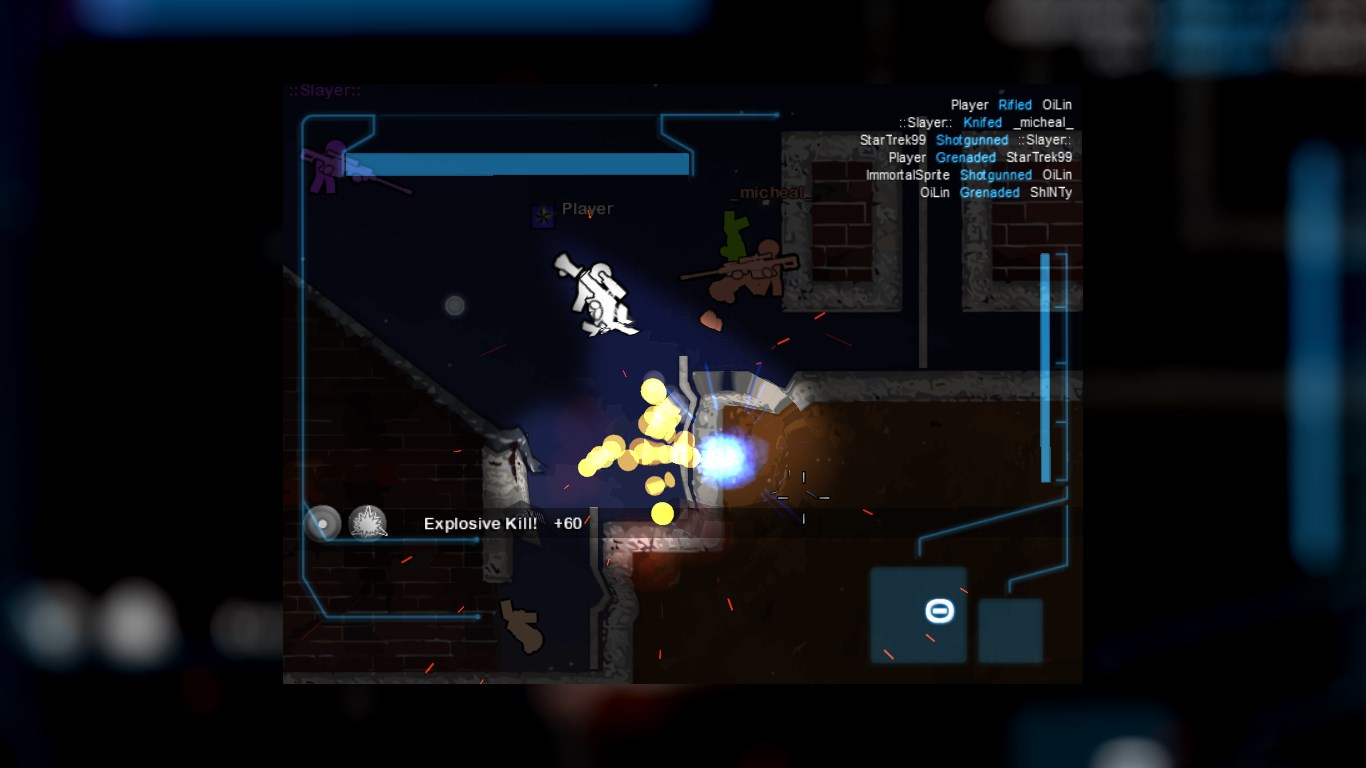 ::Slayer::
Player Rifled OiLin
::Slayer:: Knifed _micheal_
StarTrek99 Shotgunned ::Slayer::
Player Grenaded StarTrek99
ImmortalSprite Shotgunned OiLin
OiLin Grenaded ShINTy
_micheal_
Player
Explosive Kill! +60
0